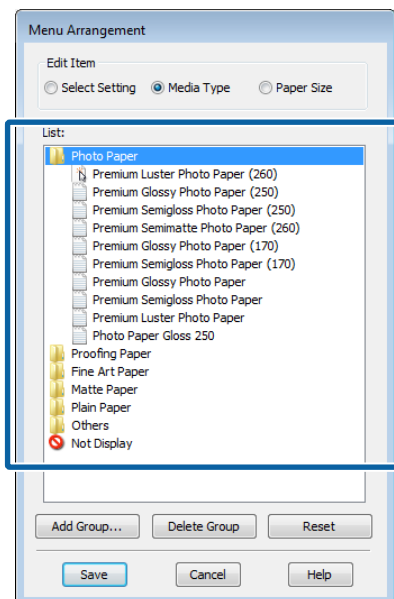 Menu Arrangement
Edit Item
Select Setting Media Type Paper Size
List:
Photo Paper
Premium Luster Photo Paper (260)
Premium Glossy Photo Paper (250)
Premium Semigloss Photo Paper (250)
Premium Semimatte Photo Paper (260)
Premium Glossy Photo Paper (170)
Premium Semigloss Photo Paper (170)
Premium Glossy Photo Paper
Premium Semigloss Photo Paper
Premium Luster Photo Paper
Photo Paper Gloss 250
Proofing Paper
Fine Art Paper
Matte Paper
Plain Paper
Others
Not Display
Add Group... Delete Group Reset
Save Cancel Help